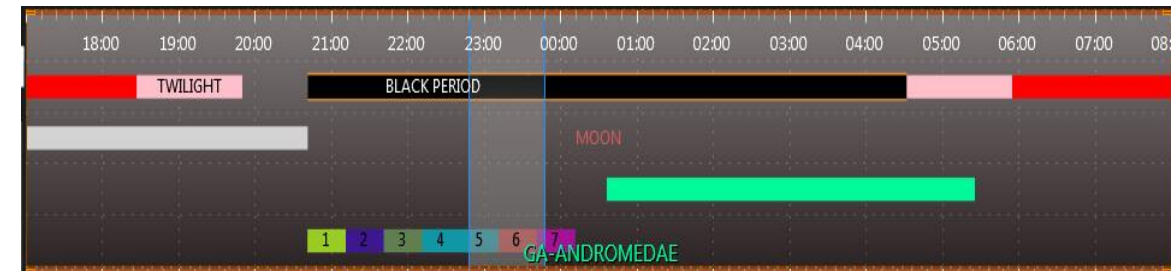 18:00 19:00 20:00 21:00 22:00 23:00 00:00 01:00 02:00 03:00 04:00 05:00 06:00 07:00 08:
TWILIGHT BLACK PERIOD
MOON
1 2 3 4 5 6 7
GA-ANDROMEDAE